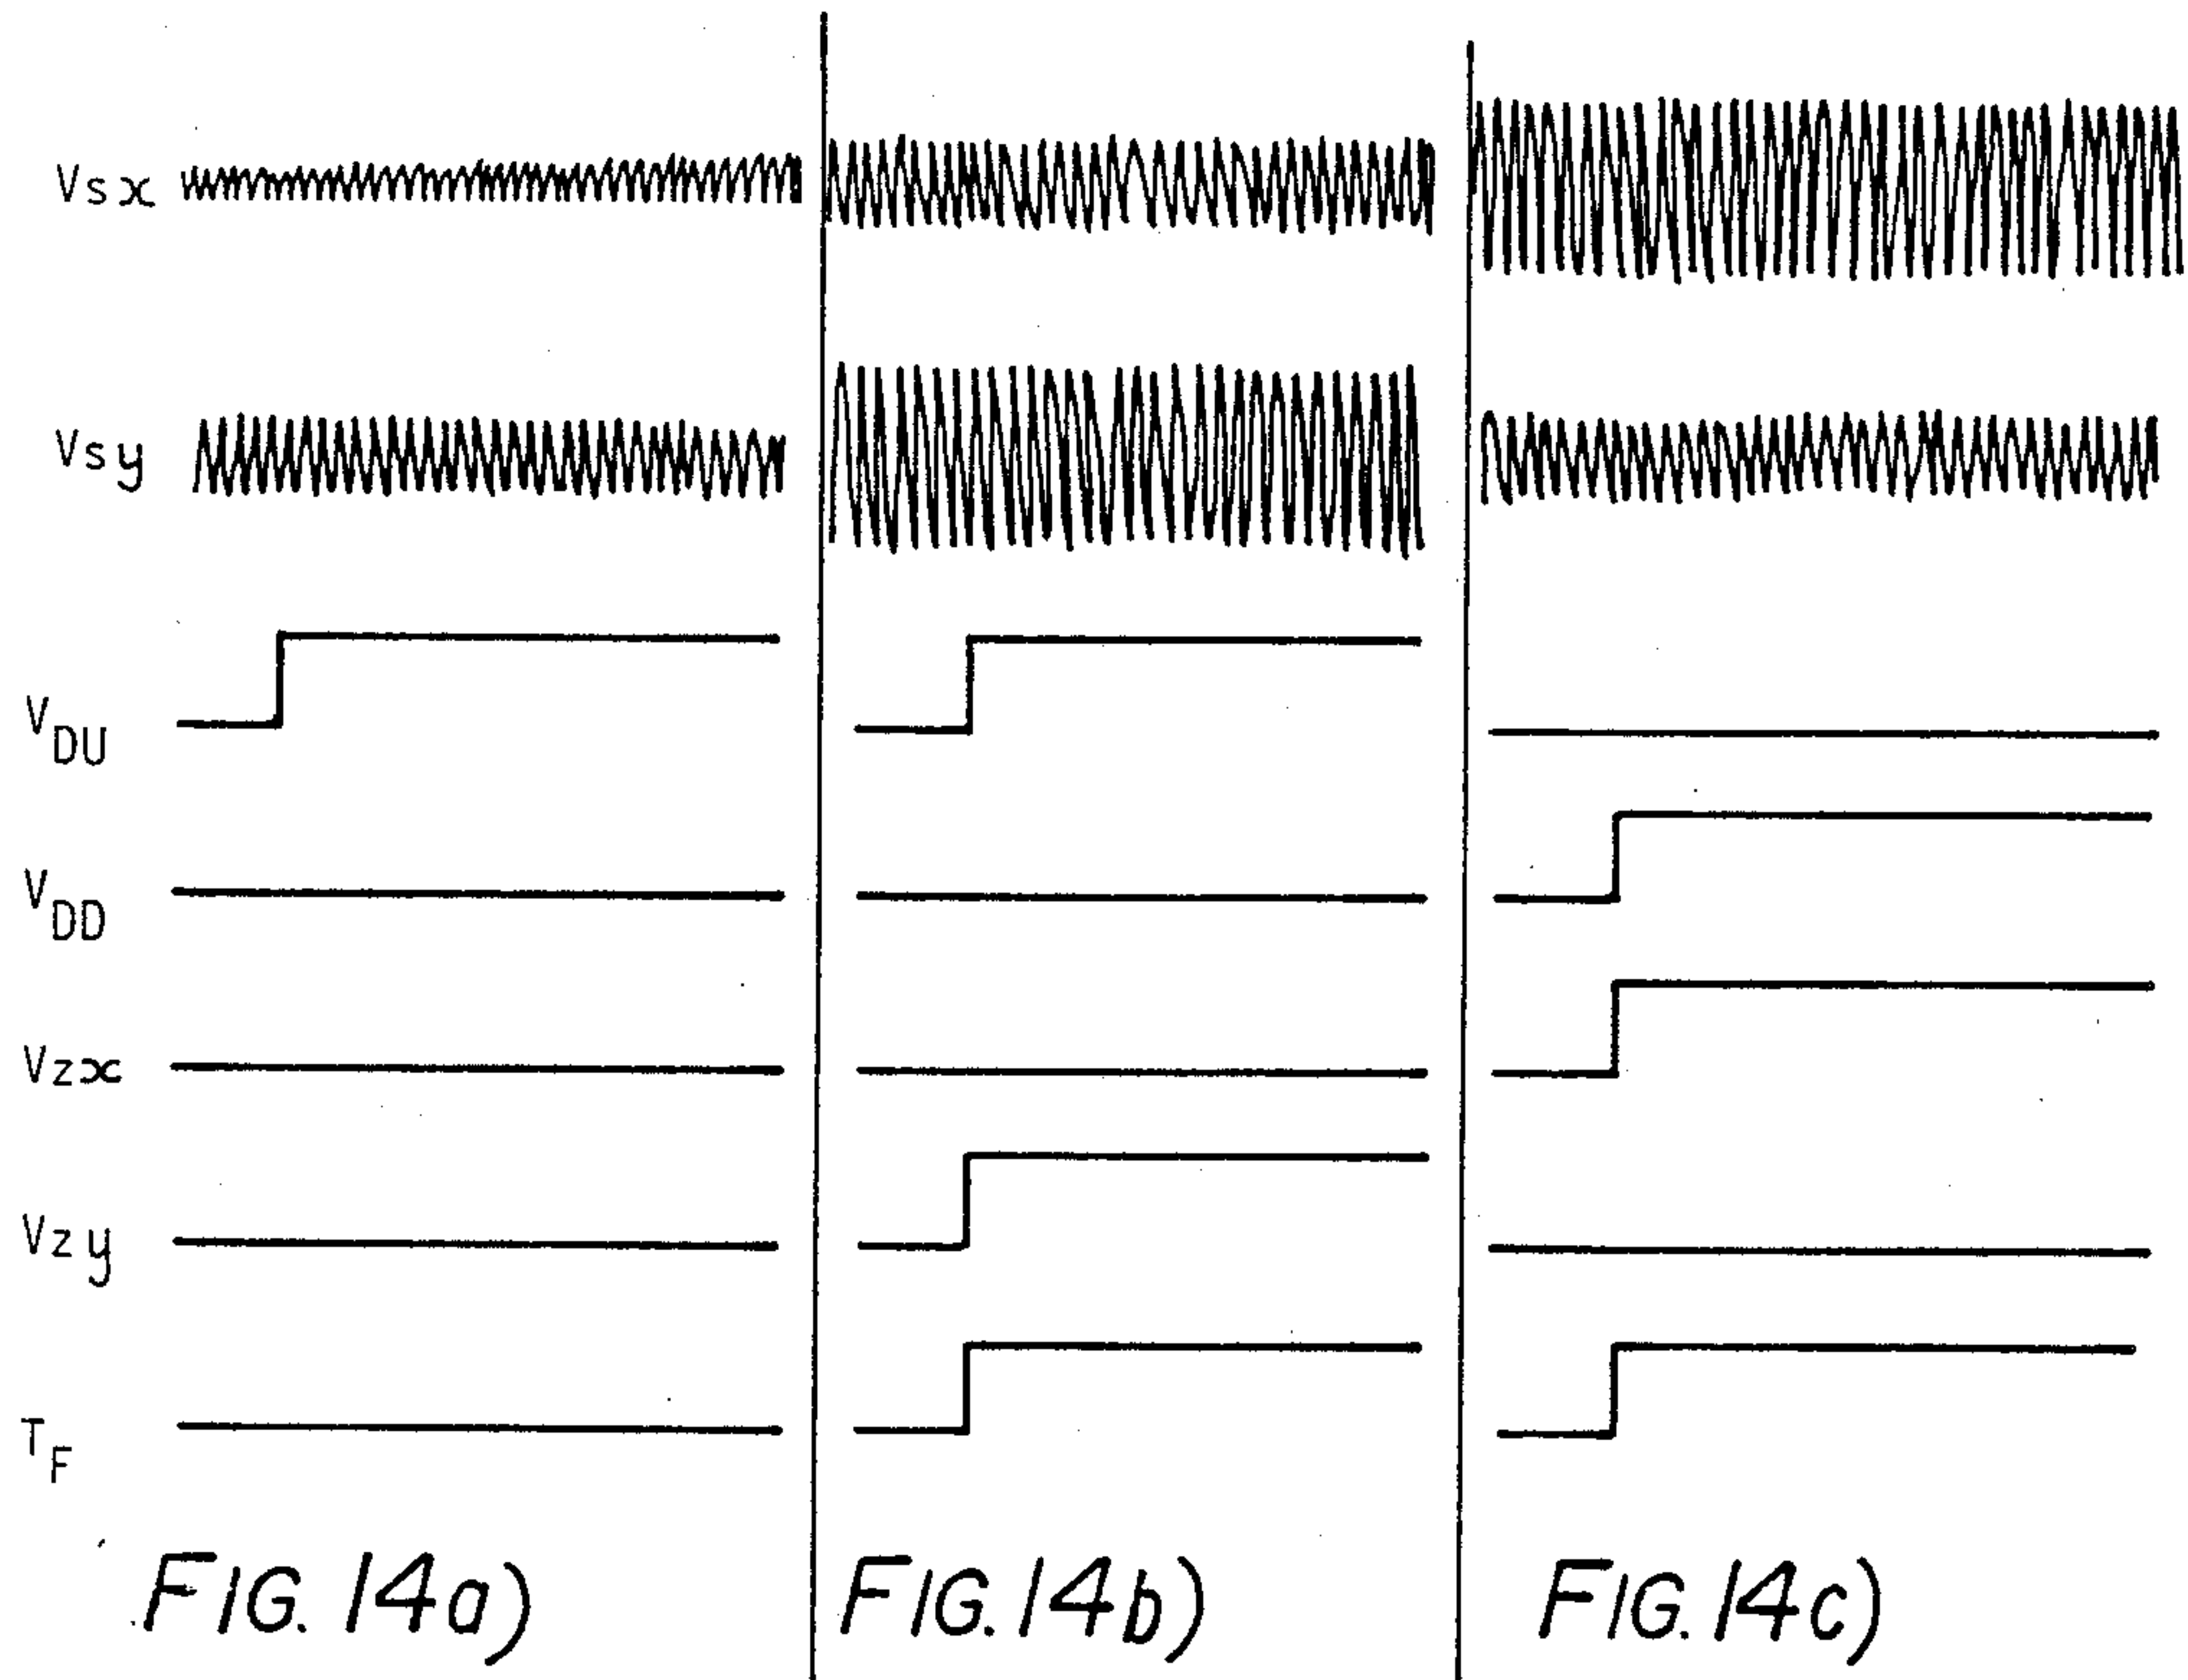 Vsx
Vsy
VDU
VDD
Vzx
Vzy
TF
FIG. 14a) FIG. 14b) FIG. 14c)